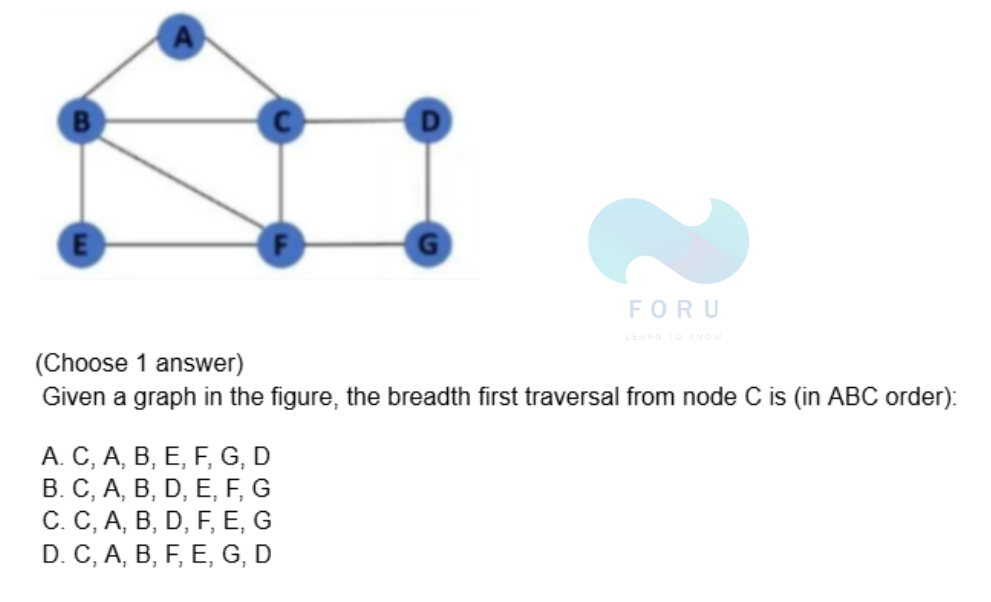 A
B
C
D
E
F
G
FORU
LEARN TO KNOW
(Choose 1 answer)
Given a graph in the figure, the breadth first traversal from node C is (in ABC order):
A. C, A, B, E, F, G, D
B. C, A, B, D, E, F, G
C. C, A, B, D, F, E, G
D. C, A, B, F, E, G, D